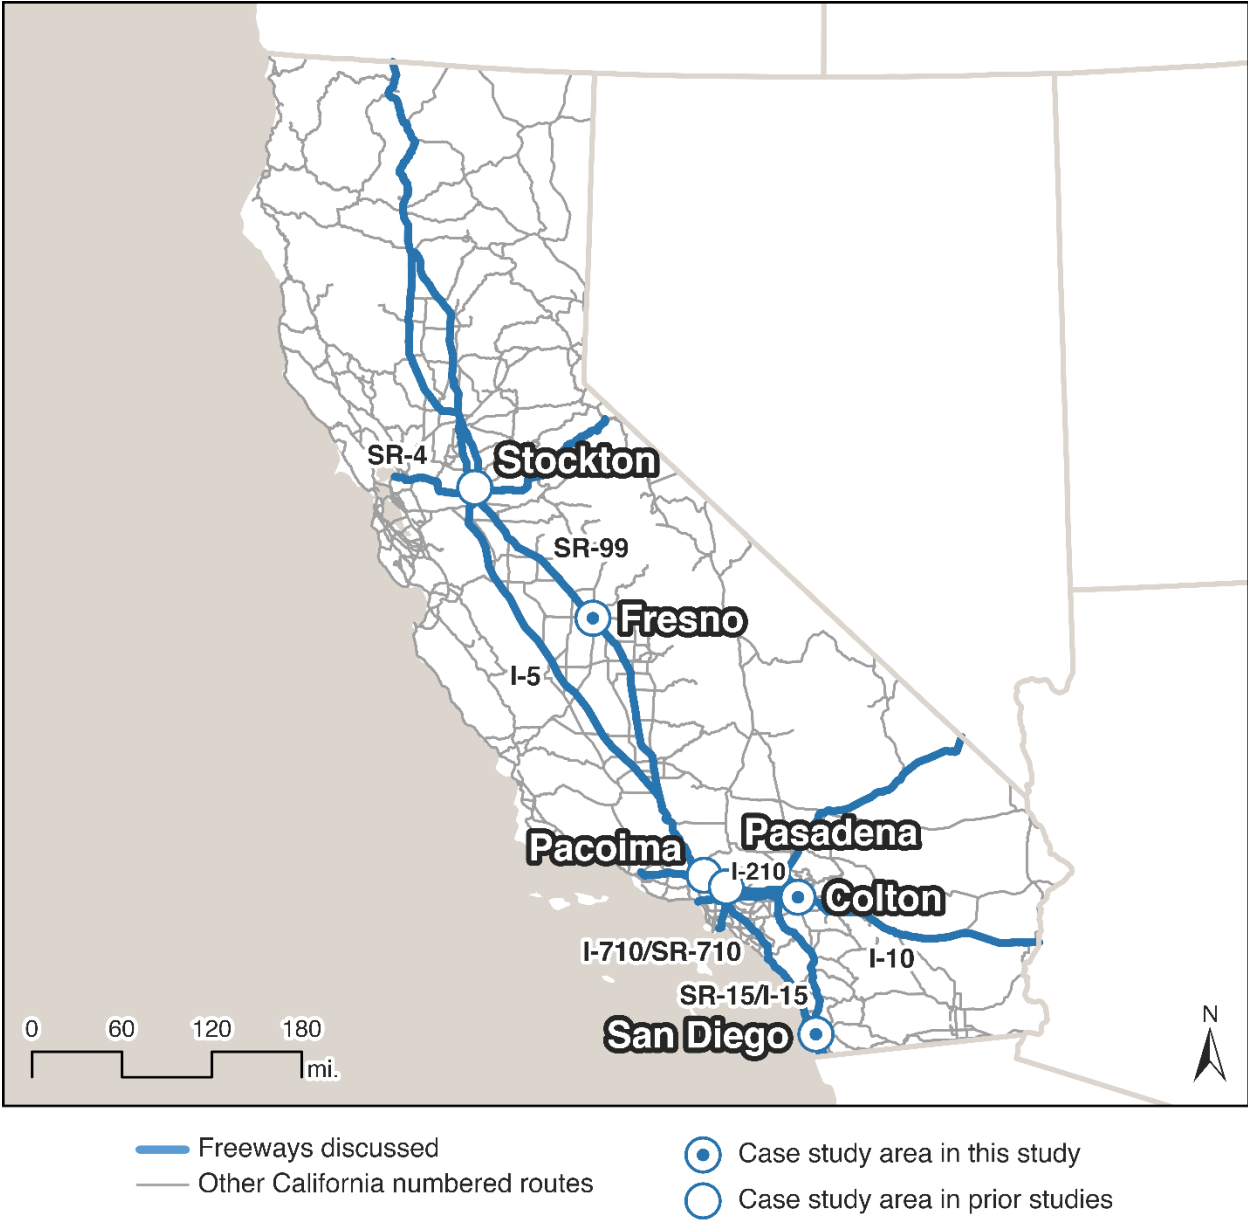 SR-4
Stockton
SR-99
Fresno
I-5
Pasadena
Pacoima
I-210
Colton
I-710/SR-710
I-10
SR-15/I-15
San Diego
0 60 120 180
mi.
N
Freeways discussed
Other California numbered routes
Case study area in this study
Case study area in prior studies